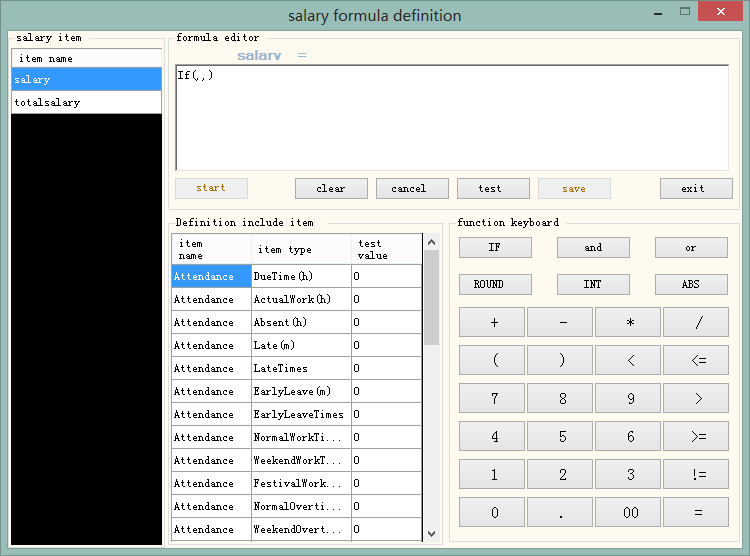 salary formula definition
salary item
item name
salary
totalsalary
formula editor
salary =
If(,,)
start clear cancel test save exit
Definition include item
item name item type test value
Attendance DueTime(h) 0
Attendance ActualWork(h) 0
Attendance Absent(h) 0
Attendance Late(m) 0
Attendance LateTimes 0
Attendance EarlyLeave(m) 0
Attendance EarlyLeaveTimes 0
Attendance NormalWorkTi... 0
Attendance WeekendWorkT... 0
Attendance FestivalWork... 0
Attendance NormalOverti... 0
Attendance WeekendOvert... 0
function keyboard
IF and or
ROUND INT ABS
+ - * /
( ) < <=
7 8 9 >
4 5 6 >=
1 2 3 !=
0 . 00 =